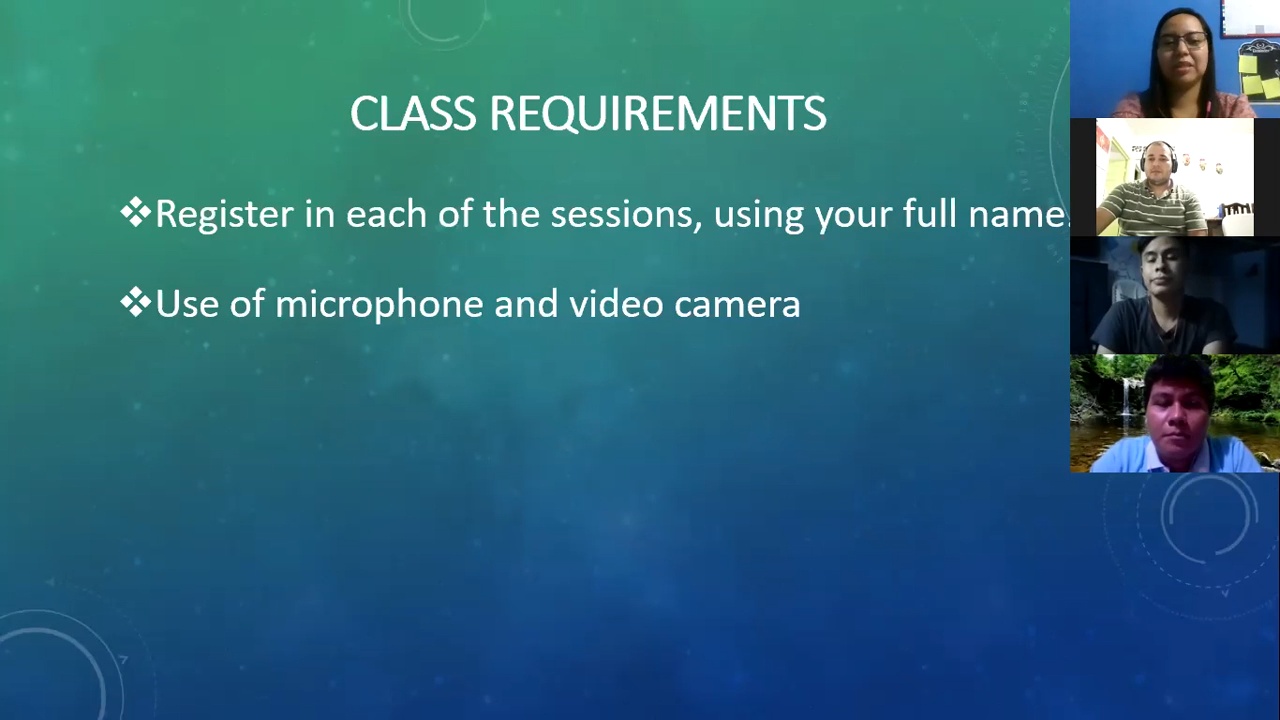 CLASS REQUIREMENTS
❖Register in each of the sessions, using your full name.
❖Use of microphone and video camera